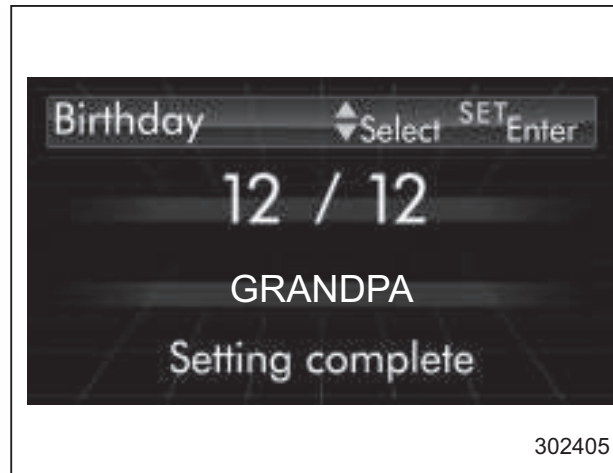 Birthday Select SET Enter
12 / 12
GRANDPA
Setting complete
302405